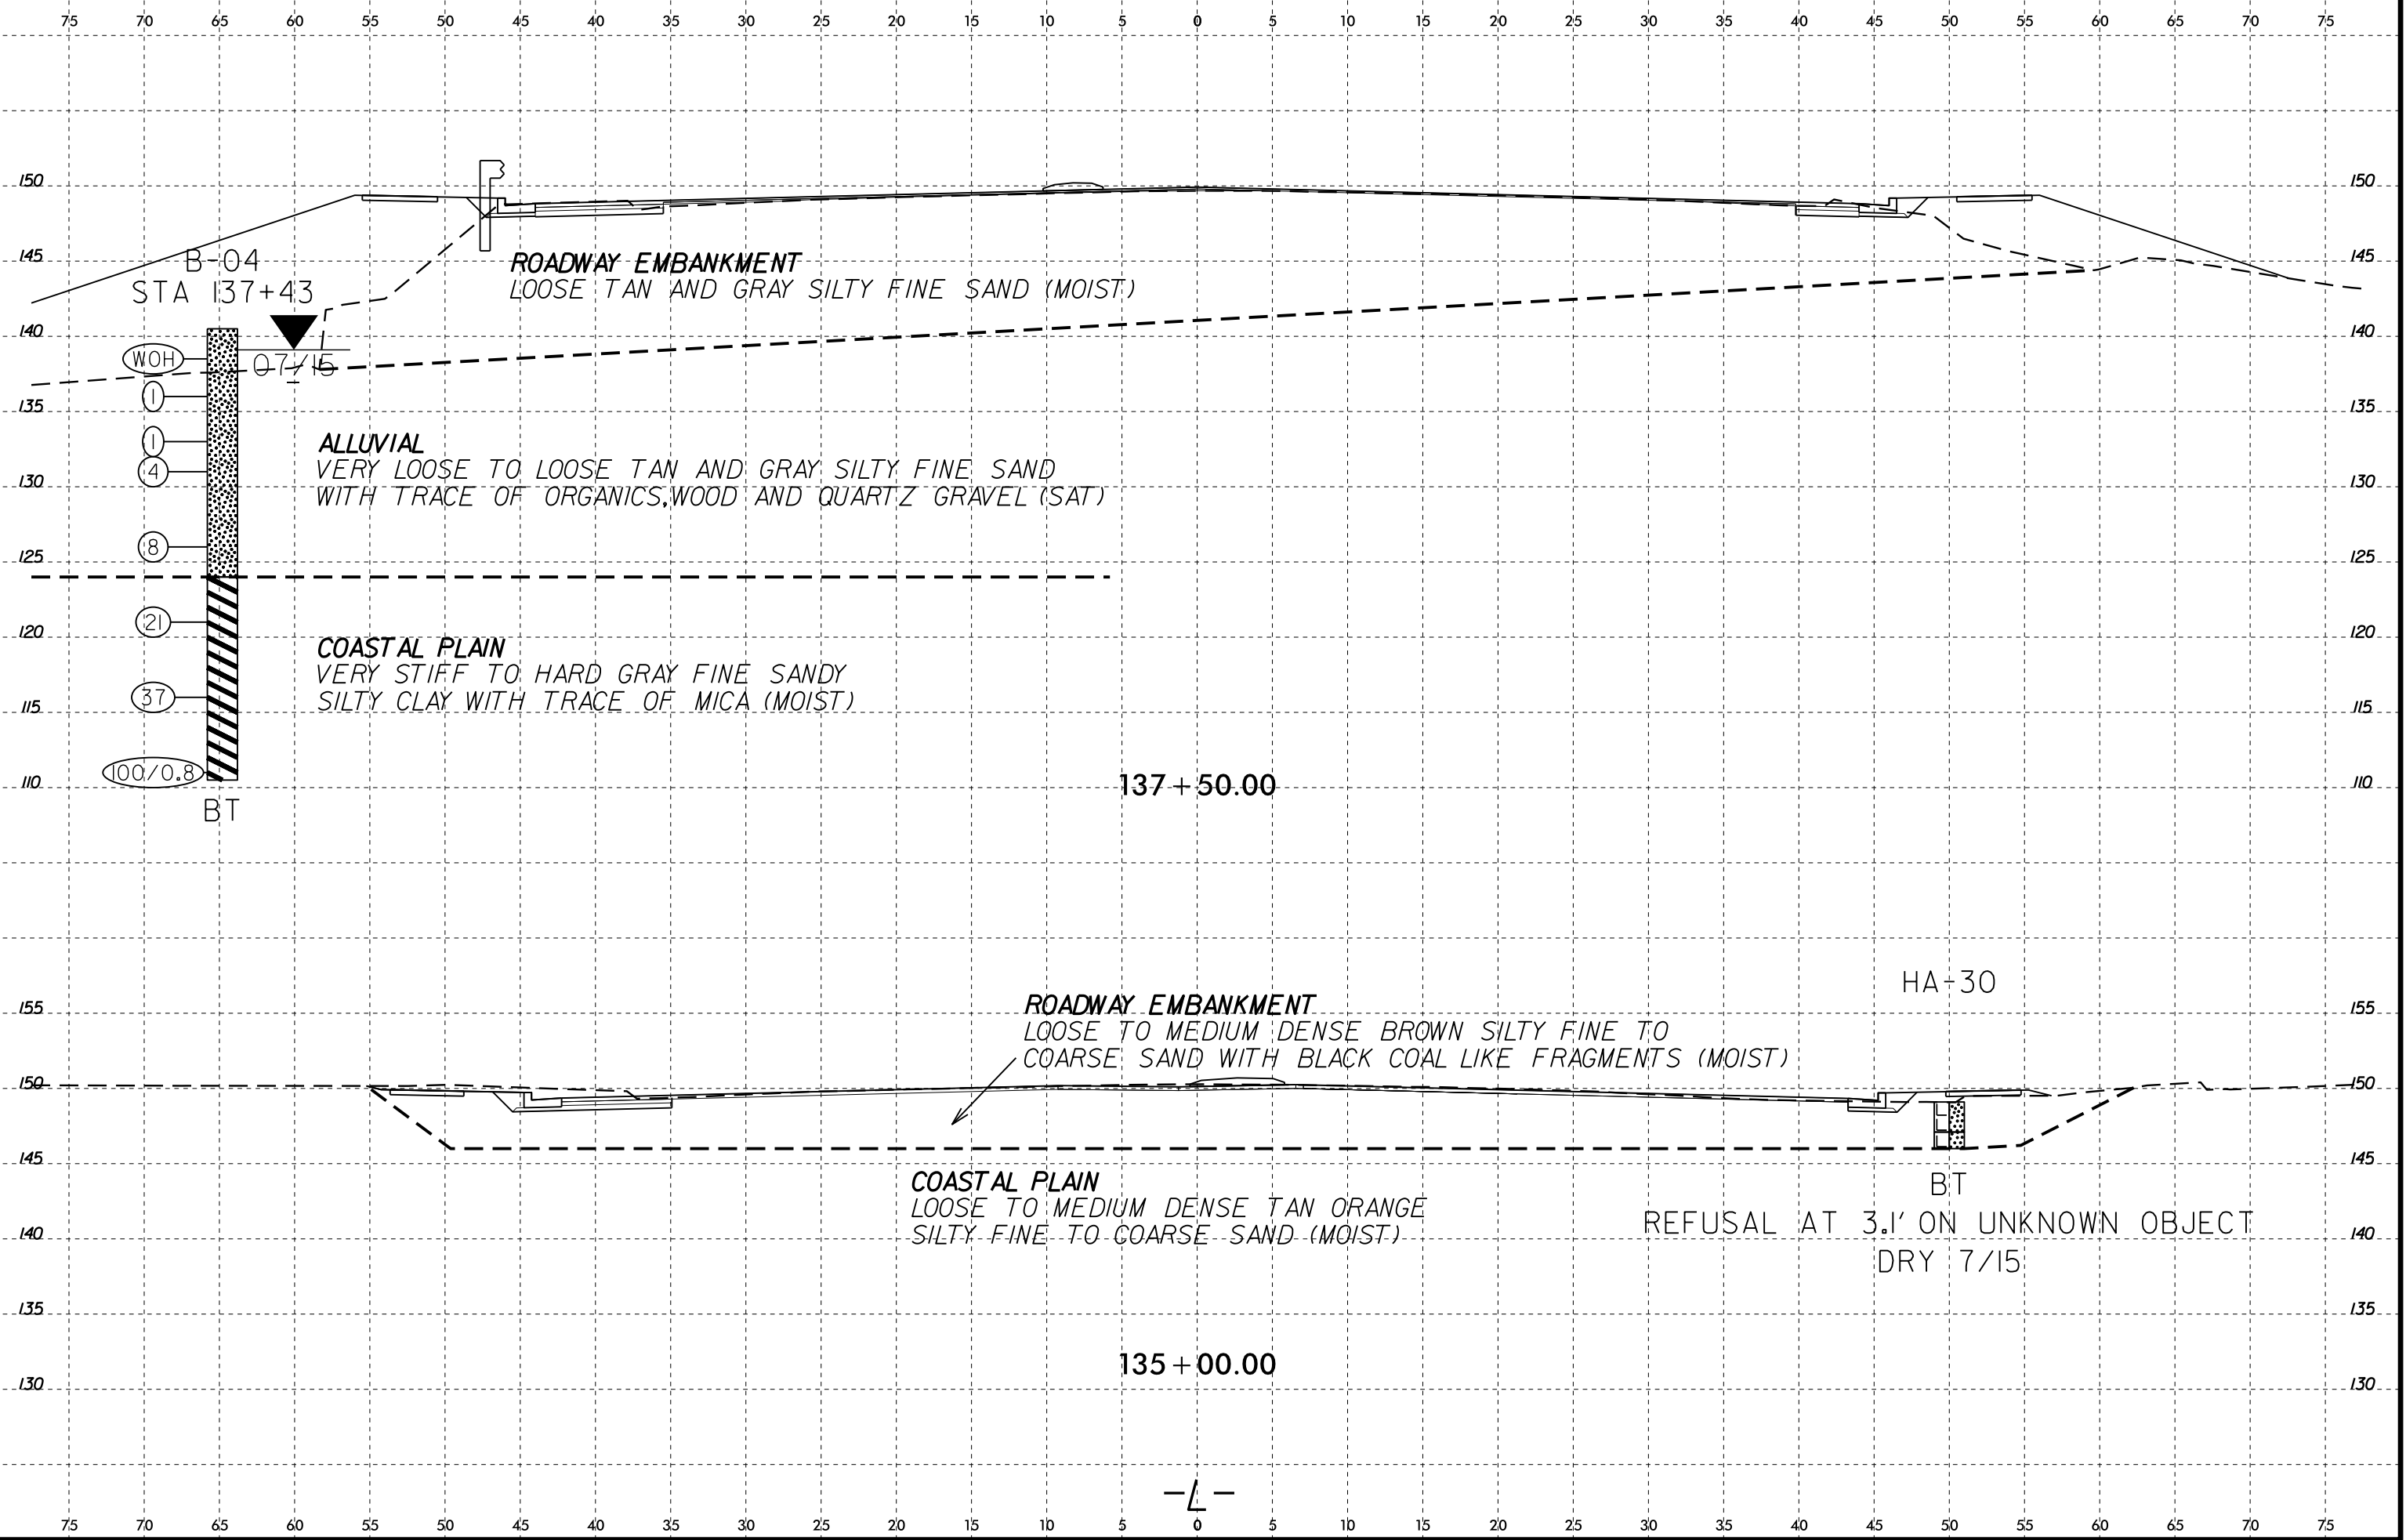 75 70 65 60 55 50 45 40 35 30 25 20 15 10 5 0 5 10 15 20 25 30 35 40 45 50 55 60 65 70 75
150 150
145 145
B-04
STA 137+43
ROADWAY EMBANKMENT
LOOSE TAN AND GRAY SILTY FINE SAND (MOIST)
140 140
WOH
07/15
1
135 135
1
ALLUVIAL
VERY LOOSE TO LOOSE TAN AND GRAY SILTY FINE SAND
WITH TRACE OF ORGANICS, WOOD AND QUARTZ GRAVEL (SAT)
4
130 130
8
125 125
21
120 120
COASTAL PLAIN
VERY STIFF TO HARD GRAY FINE SANDY
SILTY CLAY WITH TRACE OF MICA (MOIST)
37
115 115
100/0.8
110 110
137+50.00
BT
HA-30
155 155
ROADWAY EMBANKMENT
LOOSE TO MEDIUM DENSE BROWN SILTY FINE TO
COARSE SAND WITH BLACK COAL LIKE FRAGMENTS (MOIST)
150 150
145 145
COASTAL PLAIN
LOOSE TO MEDIUM DENSE TAN ORANGE
SILTY FINE TO COARSE SAND (MOIST)
BT
REFUSAL AT 3.1' ON UNKNOWN OBJECT
DRY 7/15
140 140
135 135
135+00.00
130 130
-L-
75 70 65 60 55 50 45 40 35 30 25 20 15 10 5 0 5 10 15 20 25 30 35 40 45 50 55 60 65 70 75